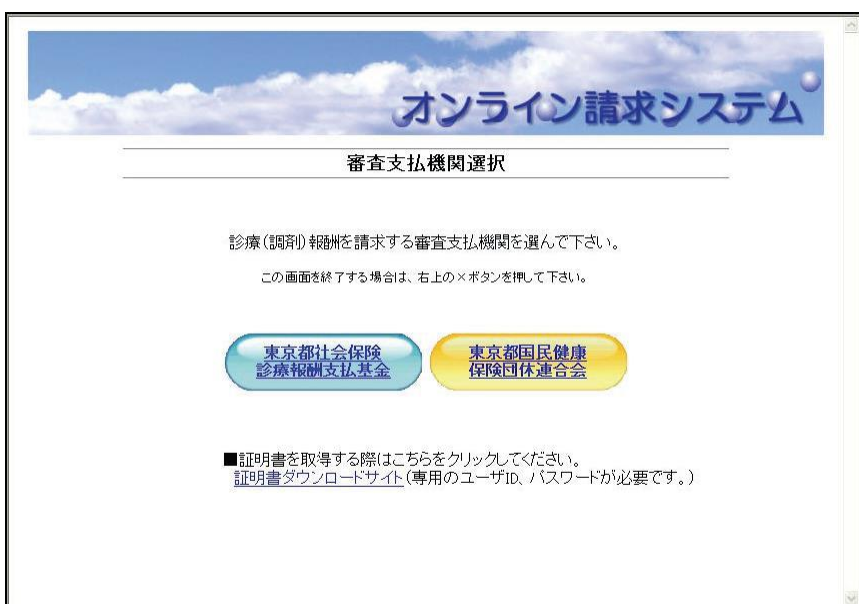 オンライン請求システム
審査支払機関選択
診療(調剤)報酬を請求する審査支払機関を選んで下さい。
この画面を終了する場合は、右上の×ボタンを押して下さい。
東京都社会保険
診療報酬支払基金
東京都国民健康
保険団体連合会
■証明書を取得する際はこちらをクリックしてください。
証明書ダウンロードサイト(専用のユーザID、パスワードが必要です。)